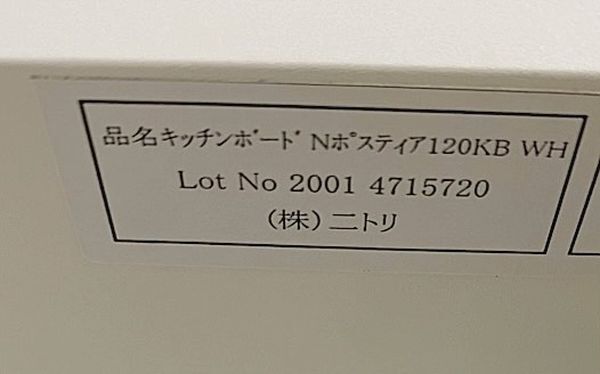 品名キッチンボード Nポスティア120KB WH
Lot No 2001 4715720
(株)ニトリ